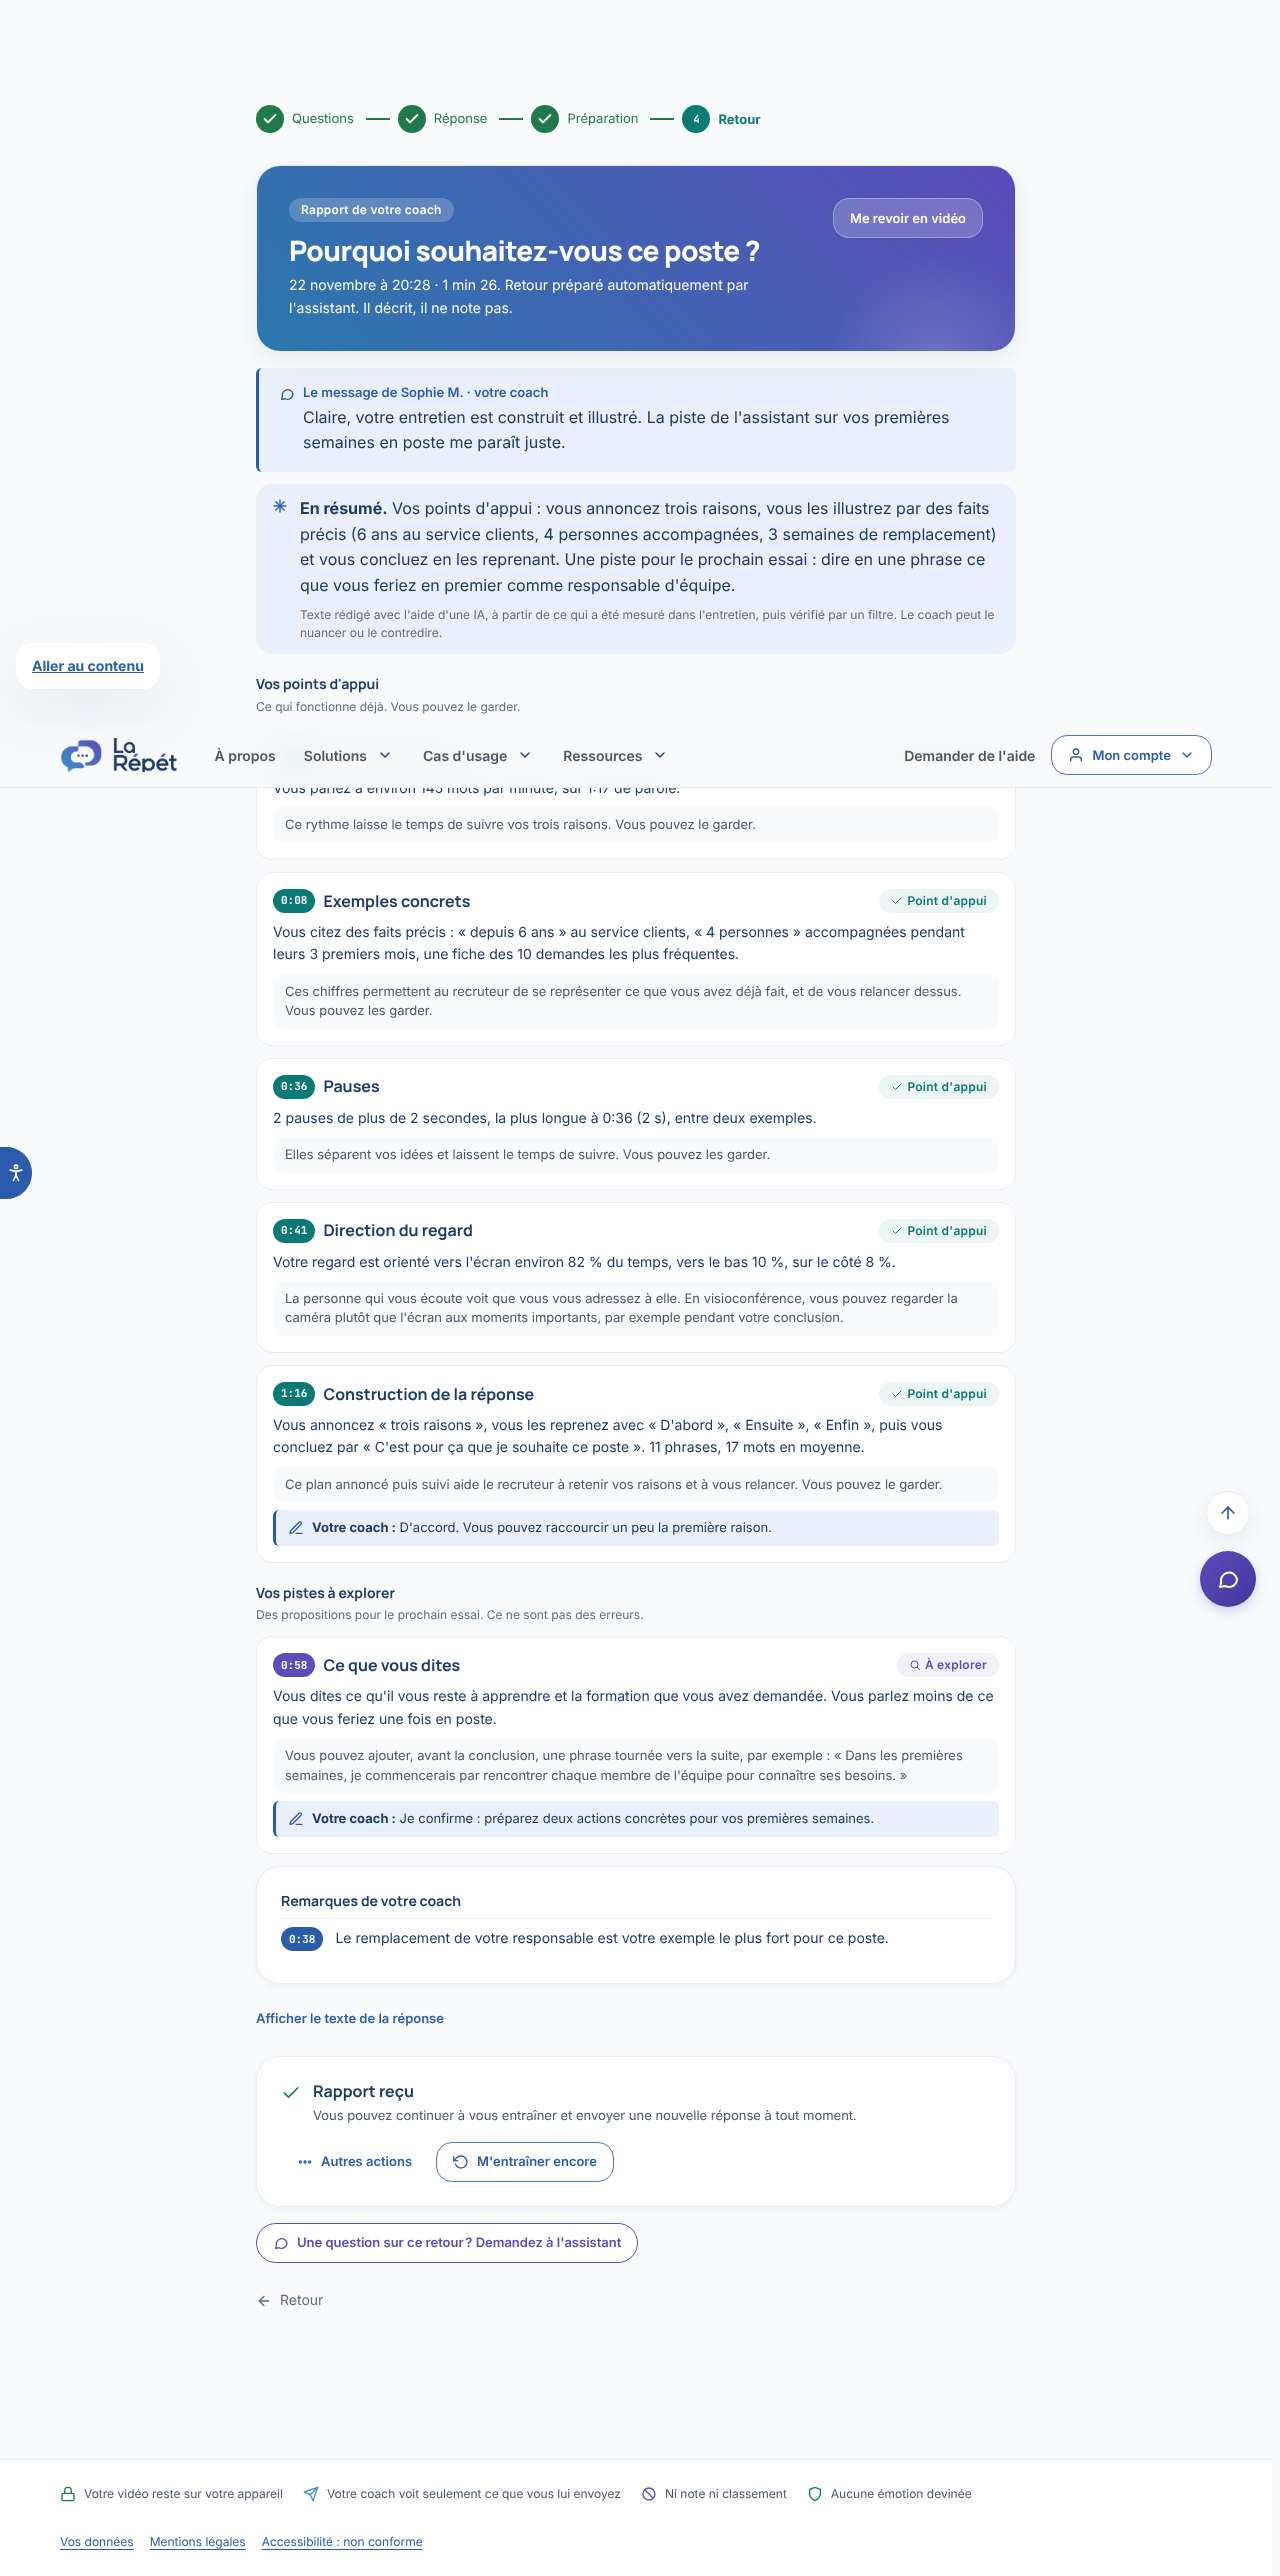 Questions
Réponse
Préparation
4
Retour
Rapport de votre coach
Me revoir en vidéo
Pourquoi souhaitez-vous ce poste ?
22 novembre à 20:28 · 1 min 26. Retour préparé automatiquement par
l'assistant. Il décrit, il ne note pas.
Le message de Sophie M. · votre coach
Claire, votre entretien est construit et illustré. La piste de l'assistant sur vos premières
semaines en poste me paraît juste.
En résumé. Vos points d'appui : vous annoncez trois raisons, vous les illustrez par des faits
précis (6 ans au service clients, 4 personnes accompagnées, 3 semaines de remplacement)
et vous concluez en les reprenant. Une piste pour le prochain essai : dire en une phrase ce
que vous feriez en premier comme responsable d'équipe.
Texte rédigé avec l'aide d'une IA, à partir de ce qui a été mesuré dans l'entretien, puis vérifié par un filtre. Le coach peut le
nuancer ou le contredire.
Aller au contenu
Vos points d'appui
Ce qui fonctionne déjà. Vous pouvez le garder.
La
Répét
À propos
Solutions
Cas d'usage
Ressources
Demander de l'aide
Mon compte
Vous parlez à environ 145 mots par minute, sur 1:17 de parole.
Ce rythme laisse le temps de suivre vos trois raisons. Vous pouvez le garder.
0:08 Exemples concrets
Point d'appui
Vous citez des faits précis : « depuis 6 ans » au service clients, « 4 personnes » accompagnées pendant
leurs 3 premiers mois, une fiche des 10 demandes les plus fréquentes.
Ces chiffres permettent au recruteur de se représenter ce que vous avez déjà fait, et de vous relancer dessus.
Vous pouvez les garder.
0:36 Pauses
Point d'appui
2 pauses de plus de 2 secondes, la plus longue à 0:36 (2 s), entre deux exemples.
Elles séparent vos idées et laissent le temps de suivre. Vous pouvez les garder.
0:41 Direction du regard
Point d'appui
Votre regard est orienté vers l'écran environ 82 % du temps, vers le bas 10 %, sur le côté 8 %.
La personne qui vous écoute voit que vous vous adressez à elle. En visioconférence, vous pouvez regarder la
caméra plutôt que l'écran aux moments importants, par exemple pendant votre conclusion.
1:16 Construction de la réponse
Point d'appui
Vous annoncez « trois raisons », vous les reprenez avec « D'abord », « Ensuite », « Enfin », puis vous
concluez par « C'est pour ça que je souhaite ce poste ». 11 phrases, 17 mots en moyenne.
Ce plan annoncé puis suivi aide le recruteur à retenir vos raisons et à vous relancer. Vous pouvez le garder.
Votre coach : D'accord. Vous pouvez raccourcir un peu la première raison.
Vos pistes à explorer
Des propositions pour le prochain essai. Ce ne sont pas des erreurs.
0:58 Ce que vous dites
À explorer
Vous dites ce qu'il vous reste à apprendre et la formation que vous avez demandée. Vous parlez moins de ce
que vous feriez une fois en poste.
Vous pouvez ajouter, avant la conclusion, une phrase tournée vers la suite, par exemple : « Dans les premières
semaines, je commencerais par rencontrer chaque membre de l'équipe pour connaître ses besoins. »
Votre coach : Je confirme : préparez deux actions concrètes pour vos premières semaines.
Remarques de votre coach
0:38 Le remplacement de votre responsable est votre exemple le plus fort pour ce poste.
Afficher le texte de la réponse
Rapport reçu
Vous pouvez continuer à vous entraîner et envoyer une nouvelle réponse à tout moment.
Autres actions
M'entraîner encore
Une question sur ce retour ? Demandez à l'assistant
Retour
Votre vidéo reste sur votre appareil
Votre coach voit seulement ce que vous lui envoyez
Ni note ni classement
Aucune émotion devinée
Vos données
Mentions légales
Accessibilité : non conforme